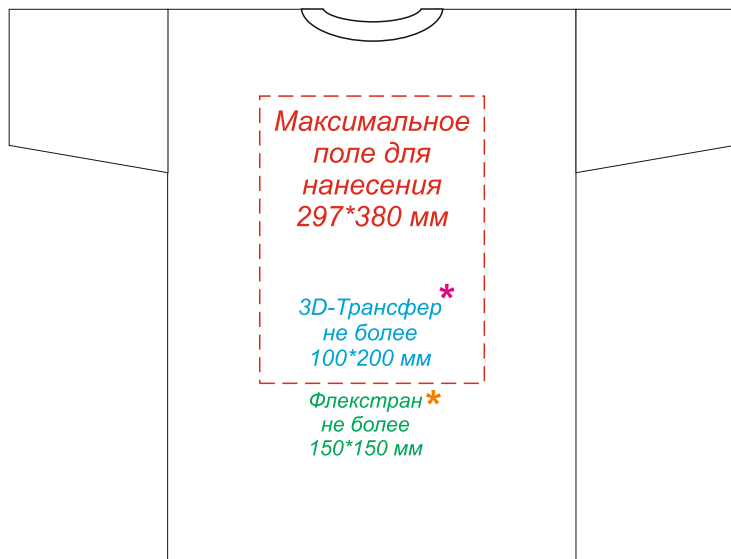 Максимальное
поле для
нанесения
297*380 мм
3D-Трансфер*
не более
100*200 мм
Флекстран*
не более
150*150 мм